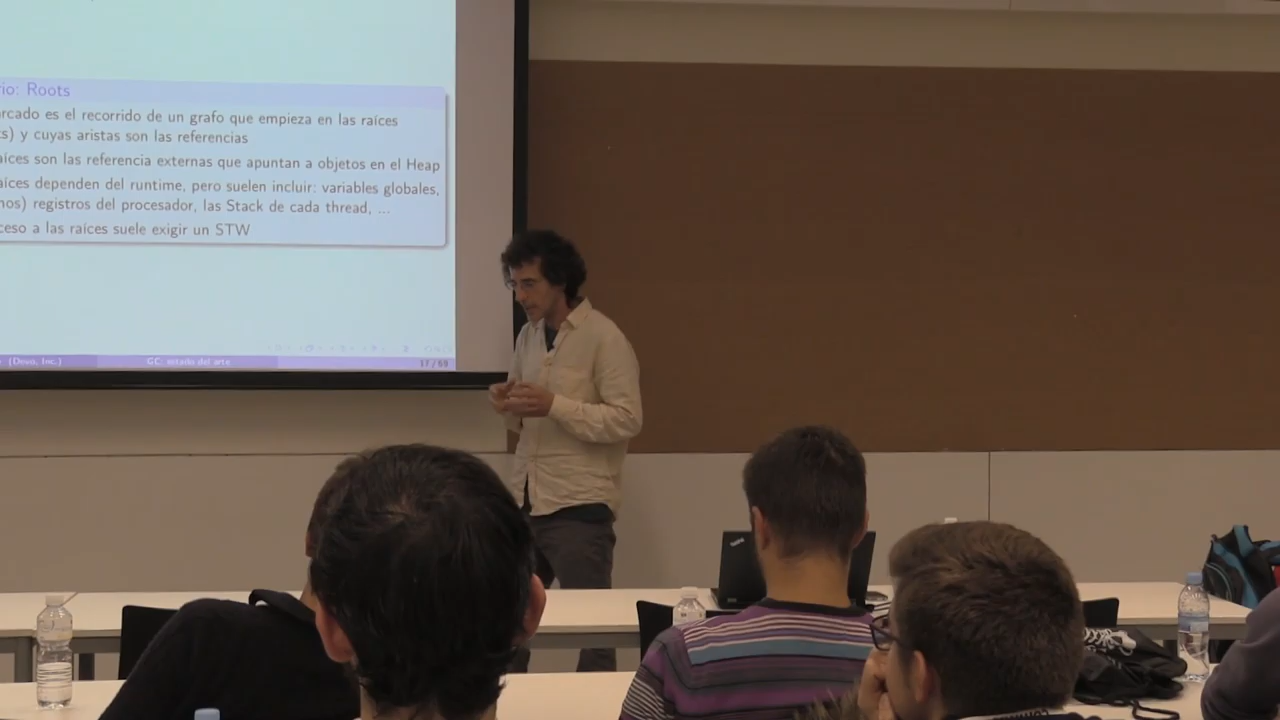 rio: Roots
rcado es el recorrido de un grafo que empieza en las raíces
s) y cuyas aristas son las referencias
aíces son las referencia externas que apuntan a objetos en el Heap
aíces dependen del runtime, pero suelen incluir: variables globales,
nos) registros del procesador, las Stack de cada thread, ...
ceso a las raíces suele exigir un STW
(Devo, Inc.) GC: estado del arte 17 / 69